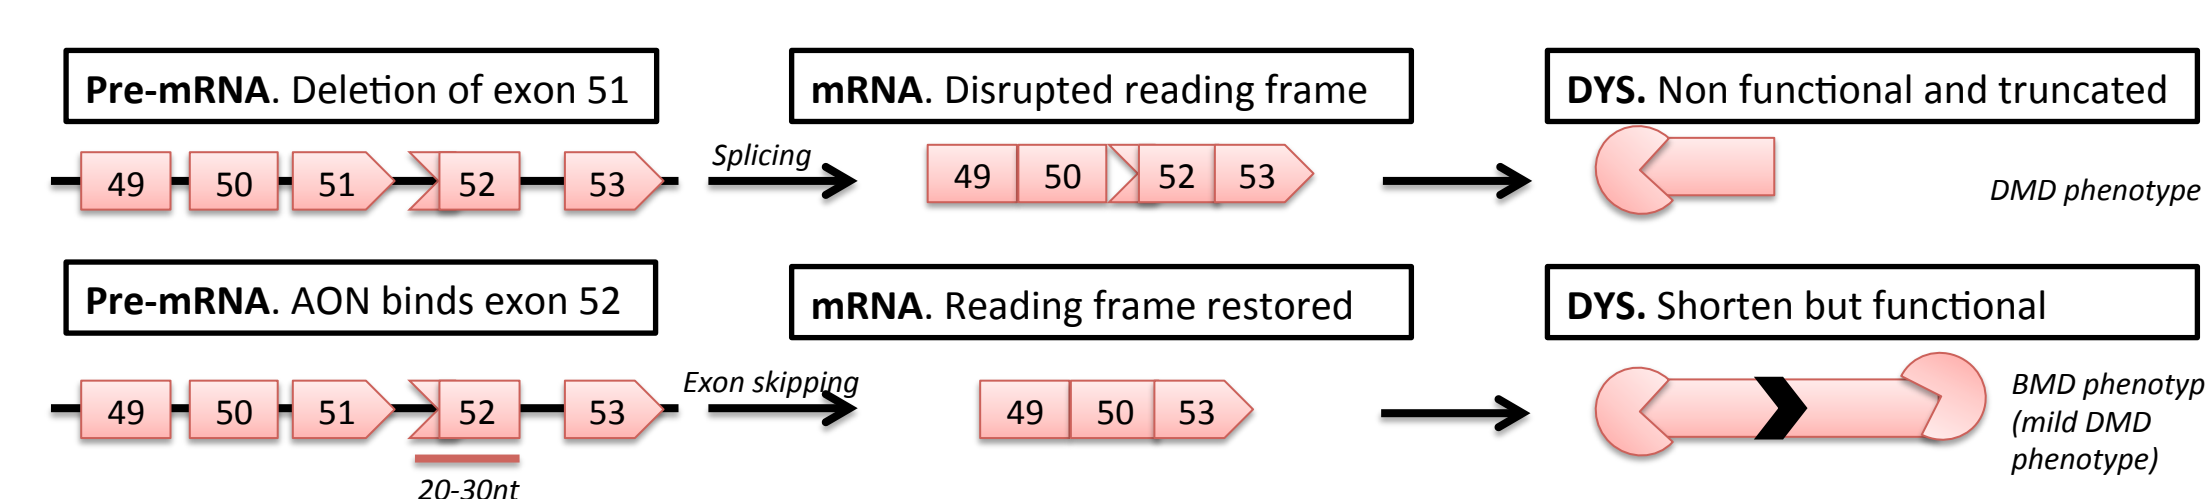 Pre-mRNA. Deletion of exon 51
mRNA. Disrupted reading frame
DYS. Non functional and truncated
49 50 51 52 53
Splicing
49 50 52 53
DMD phenotype
Pre-mRNA. AON binds exon 52
mRNA. Reading frame restored
DYS. Shorten but functional
49 50 51 52 53
Exon skipping
49 50 53
BMD phenotyp
(mild DMD
phenotype)
20-30nt